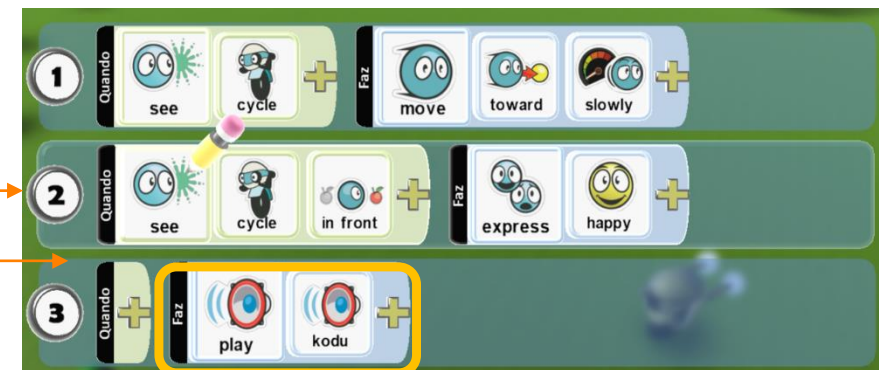 1 Quando see cycle Faz move toward slowly
2 Quando see cycle in front Faz express happy
3 Quando Faz play kodu